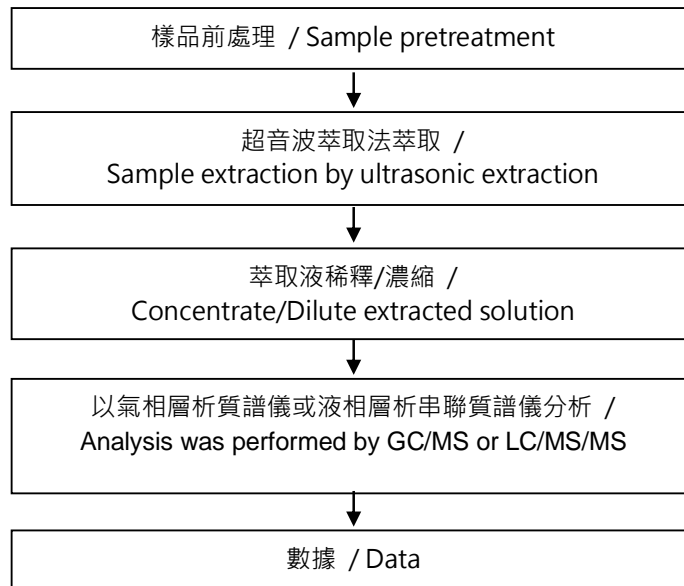 樣品前處理 / Sample pretreatment
超音波萃取法萃取 /
Sample extraction by ultrasonic extraction
萃取液稀釋/濃縮 /
Concentrate/Dilute extracted solution
以氣相層析質譜儀或液相層析串聯質譜儀分析 /
Analysis was performed by GC/MS or LC/MS/MS
數據 / Data